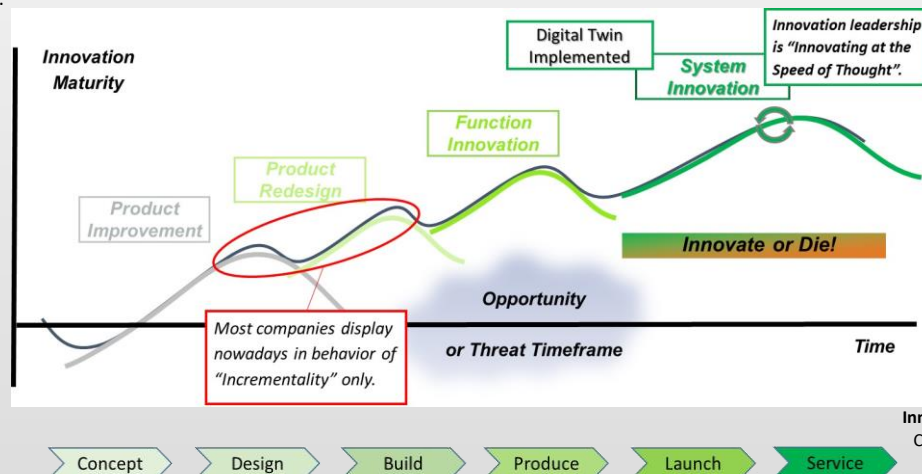 Innovation
Maturity
Digital Twin
Implemented
Innovation leadership
is “Innovating at the
Speed of Thought”.
System
Innovation
Function
Innovation
Product
Redesign
Product
Improvement
Innovate or Die!
Opportunity
or Threat Timeframe
Time
Most companies display
nowadays in behavior of
“Incrementality” only.
Concept
Design
Build
Produce
Launch
Service